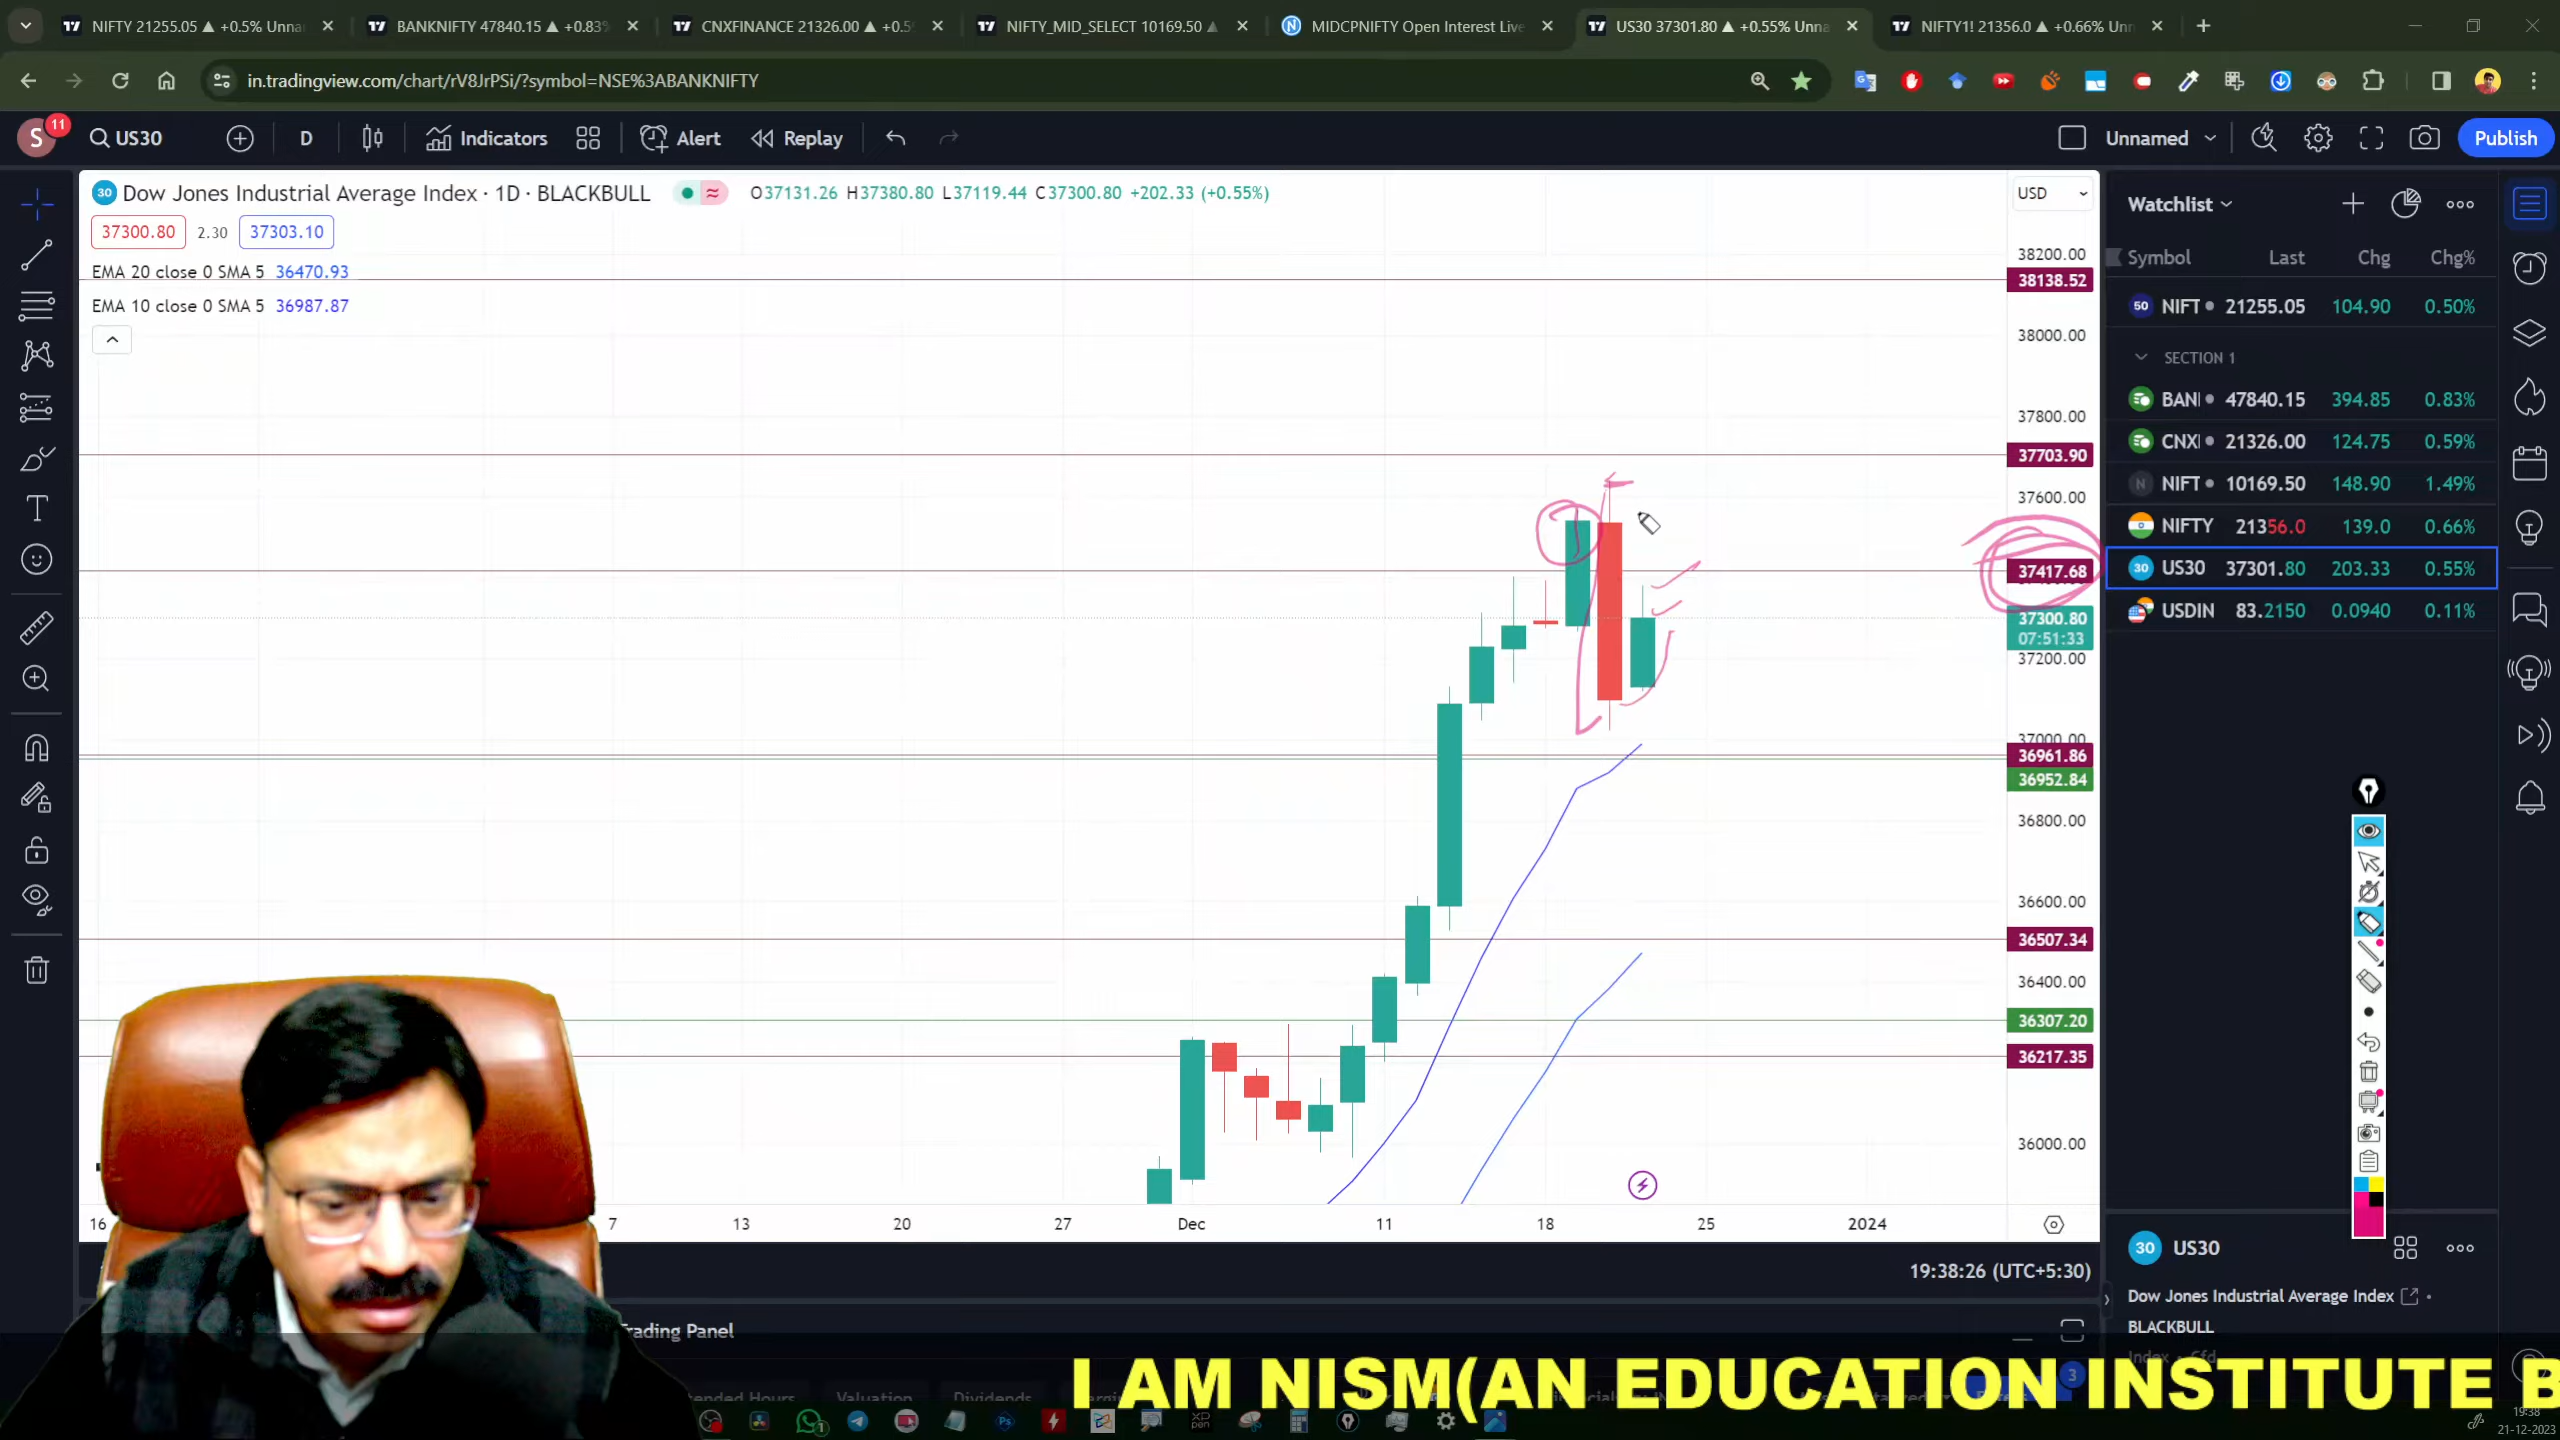 NIFTY 21255.05 ▲ +0.5% Unna
BANKNIFTY 47840.15 ▲ +0.83%
CNXFINANCE 21326.00 ▲ +0.5
NIFTY_MID_SELECT 10169.50 ▲
MIDCPNIFTY Open Interest Live
US30 37301.80 ▲ +0.55% Unna
NIFTY1! 21356.0 ▲ +0.66% Unn
in.tradingview.com/chart/rV8JrPSi/?symbol=NSE%3ABANKNIFTY
S 11 US30 D Indicators Alert Replay Unnamed Publish
30 Dow Jones Industrial Average Index · 1D · BLACKBULL O37131.26 H37380.80 L37119.44 C37300.80 +202.33 (+0.55%)
37300.80 2.30 37303.10
EMA 20 close 0 SMA 5 36470.93
EMA 10 close 0 SMA 5 36987.87
USD
38200.00
38138.52
38000.00
37800.00
37703.90
37600.00
37417.68
37300.80
07:51:33
37200.00
37000.00
36961.86
36952.84
36800.00
36600.00
36507.34
36400.00
36307.20
36217.35
36000.00
16 7 13 20 27 Dec 11 18 25 2024
19:38:26 (UTC+5:30)
Trading Panel
Watchlist
Symbol Last Chg Chg%
50 NIFT 21255.05 104.90 0.50%
SECTION 1
BANI 47840.15 394.85 0.83%
CNXI 21326.00 124.75 0.59%
N NIFT 10169.50 148.90 1.49%
NIFTY 21356.0 139.0 0.66%
30 US30 37301.80 203.33 0.55%
USDIN 83.2150 0.0940 0.11%
30 US30
Dow Jones Industrial Average Index
BLACKBULL
Index · Cfd
Valuation Dividends
I AM NISM(AN EDUCATION INSTITUTE B
3
19:38
21-12-2023